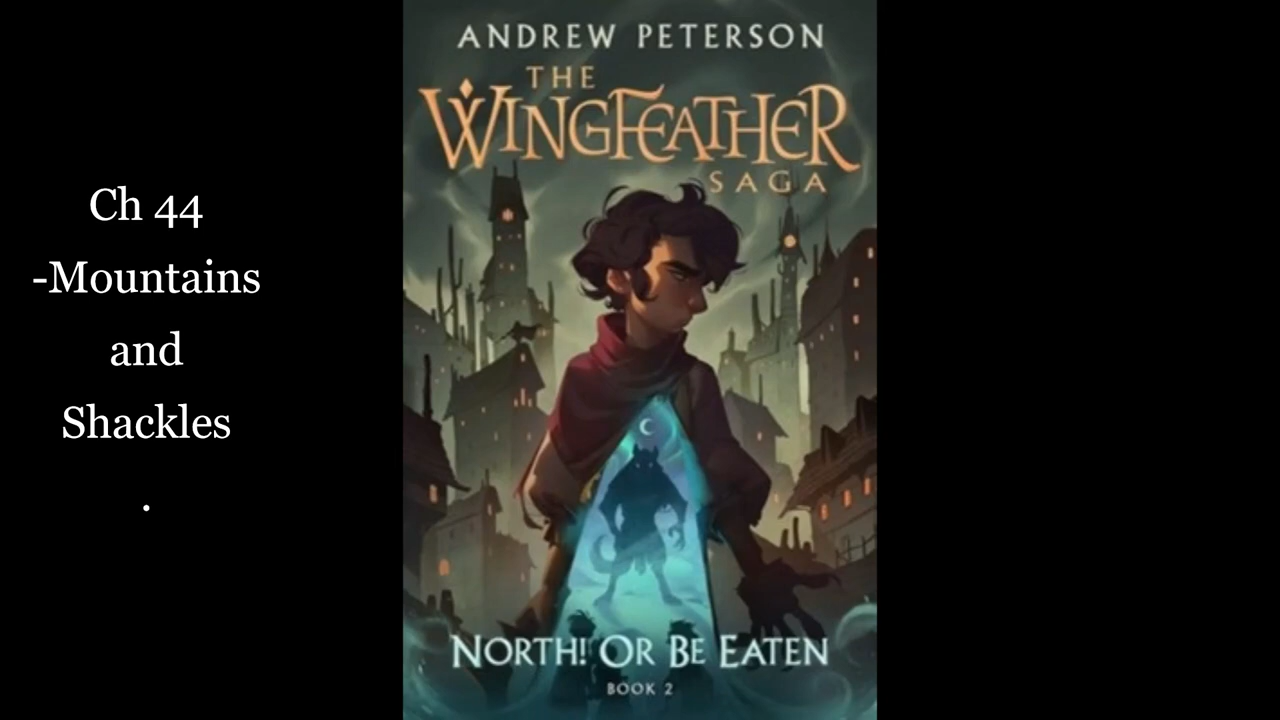 Ch 44
-Mountains
and
Shackles
.
ANDREW PETERSON
THE
WINGFEATHER
SAGA
NORTH! OR BE EATEN
BOOK 2